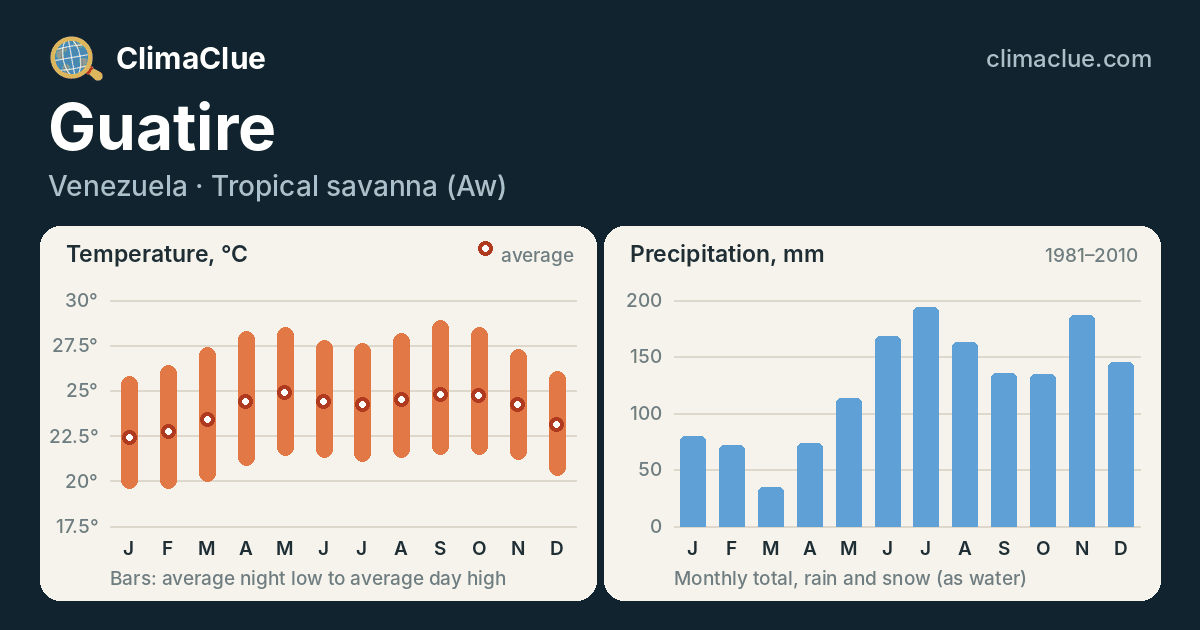 ClimaClue
climaclue.com
Guatire
Venezuela · Tropical savanna (Aw)
Temperature, °C
average
30°
27.5°
25°
22.5°
20°
17.5°
J F M A M J J A S O N D
Bars: average night low to average day high
Precipitation, mm
1981–2010
200
150
100
50
0
J F M A M J J A S O N D
Monthly total, rain and snow (as water)